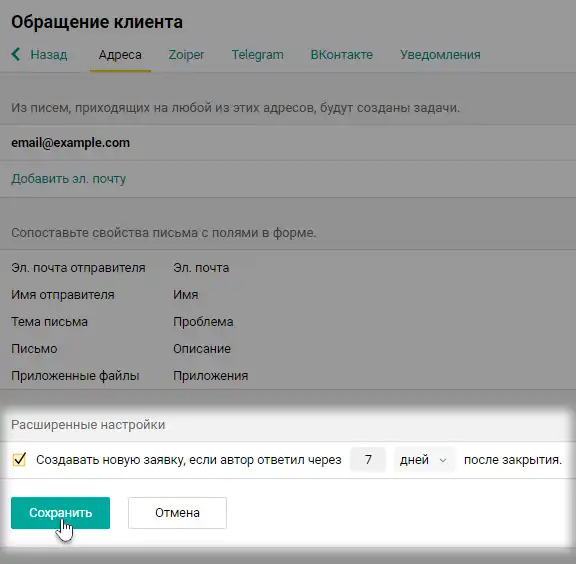 Обращение клиента
Назад Адреса Zoiper Telegram ВКонтакте Уведомления
Из писем, приходящих на любой из этих адресов, будут созданы задачи.
email@example.com
Добавить эл. почту
Сопоставьте свойства письма с полями в форме.
Эл. почта отправителя Эл. почта
Имя отправителя Имя
Тема письма Проблема
Письмо Описание
Приложенные файлы Приложения
Расширенные настройки
Создавать новую заявку, если автор ответил через 7 дней после закрытия.
Сохранить Отмена